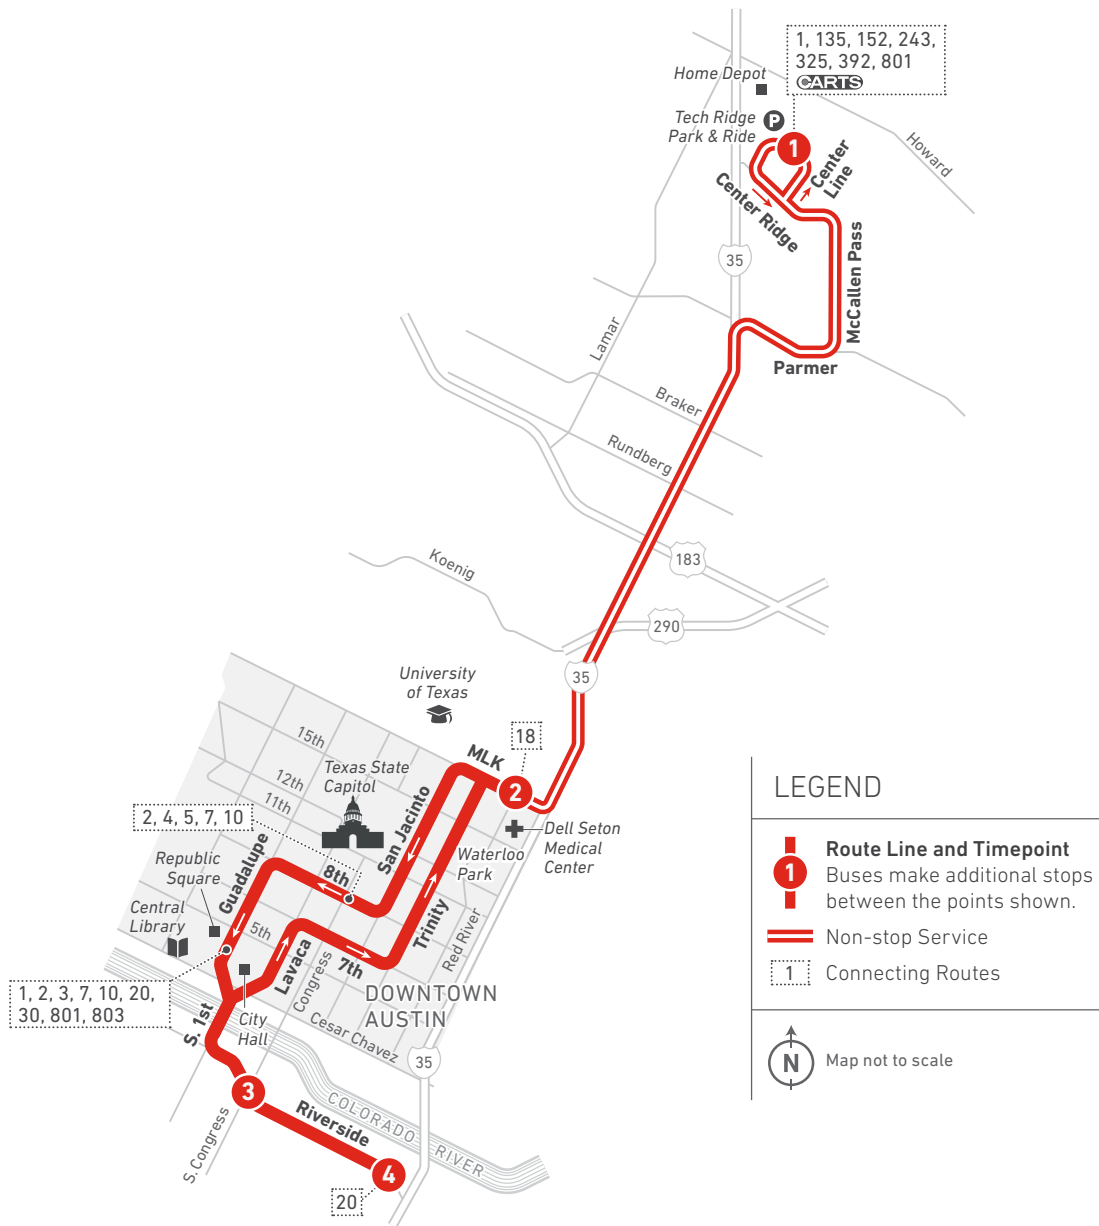 1, 135, 152, 243,
325, 392, 801
CARTS
Home Depot
Tech Ridge
Park & Ride
P
1
Howard
Center
Line
Center Ridge
McCallen Pass
35
Lamar
Parmer
Braker
Rundberg
183
Koenig
290
35
University
of Texas
18
15th
MLK
2
12th
11th
Texas State
Capitol
San Jacinto
Dell Seton
Medical
Center
2, 4, 5, 7, 10
Guadalupe
8th
Waterloo
Park
Republic
Square
Central
Library
5th
Trinity
Red River
Lavaca
Congress
7th
DOWNTOWN
AUSTIN
1, 2, 3, 7, 10, 20,
30, 801, 803
S. 1st
City
Hall
Cesar Chavez
35
3
Riverside
COLORADO RIVER
S. Congress
4
20
LEGEND
1
Route Line and Timepoint
Buses make additional stops
between the points shown.
Non-stop Service
1
Connecting Routes
N
Map not to scale